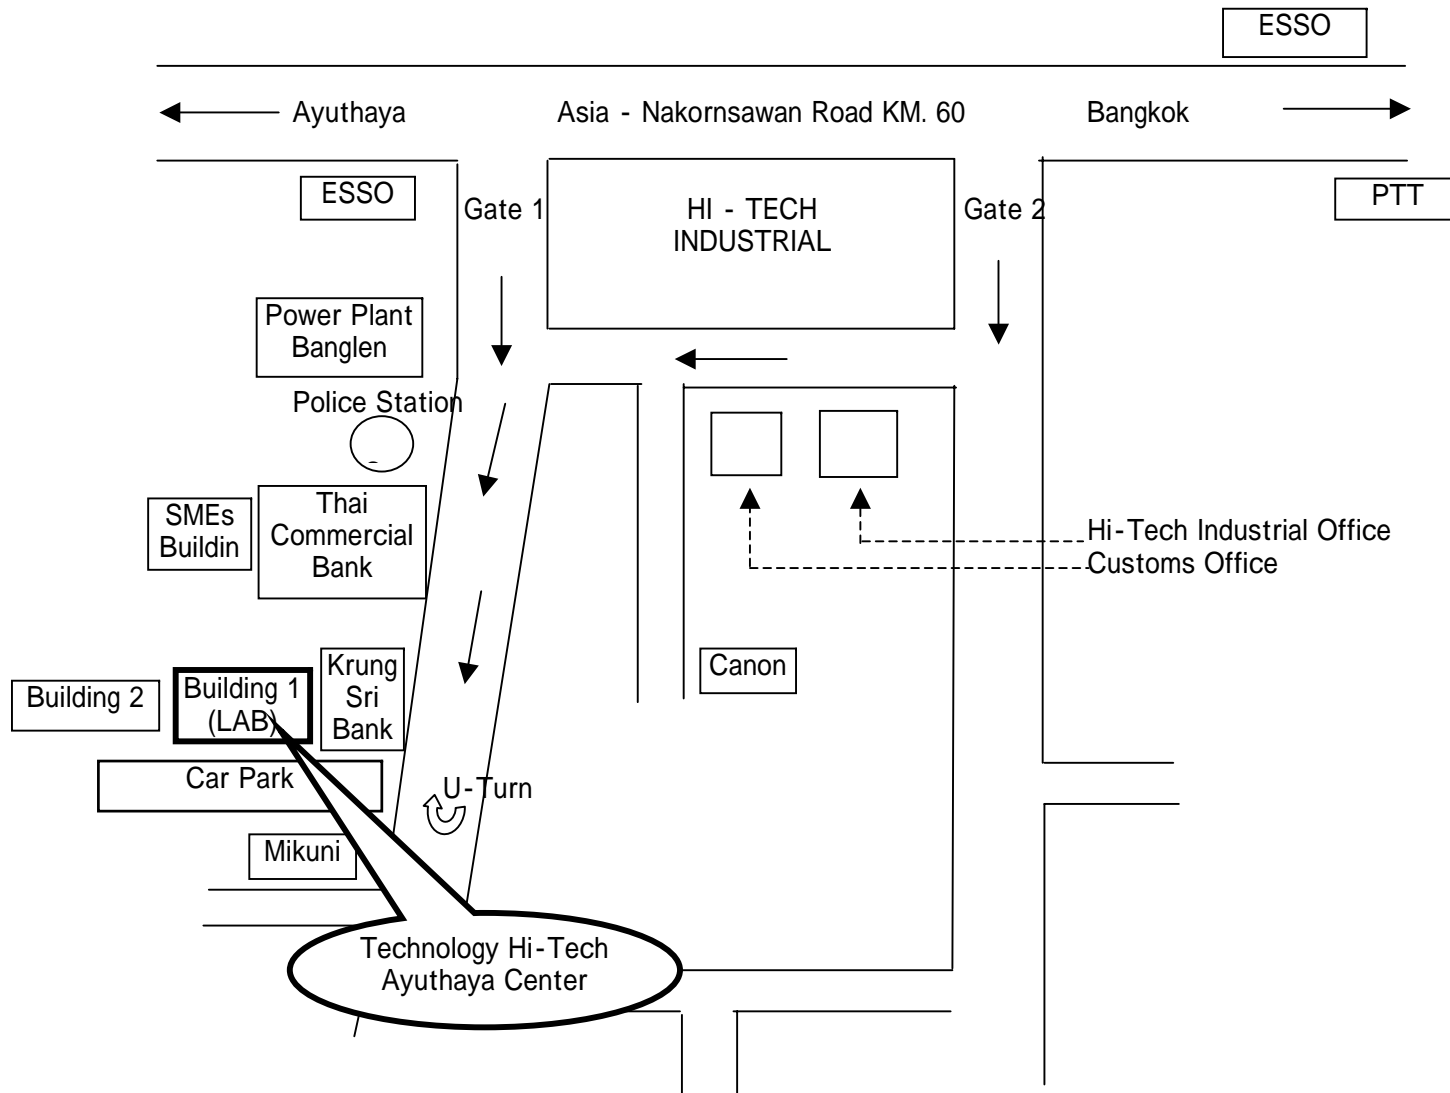 ESSO
Ayuthaya
Asia - Nakornsawan Road KM. 60
Bangkok
ESSO
Gate 1
HI - TECH
INDUSTRIAL
Gate 2
PTT
Power Plant
Banglen
Police Station
SMEs
Buildin
Thai
Commercial
Bank
Hi-Tech Industrial Office
Customs Office
Building 2
Building 1
(LAB)
Krung
Sri
Bank
Canon
Car Park
U-Turn
Mikuni
Technology Hi-Tech
Ayuthaya Center